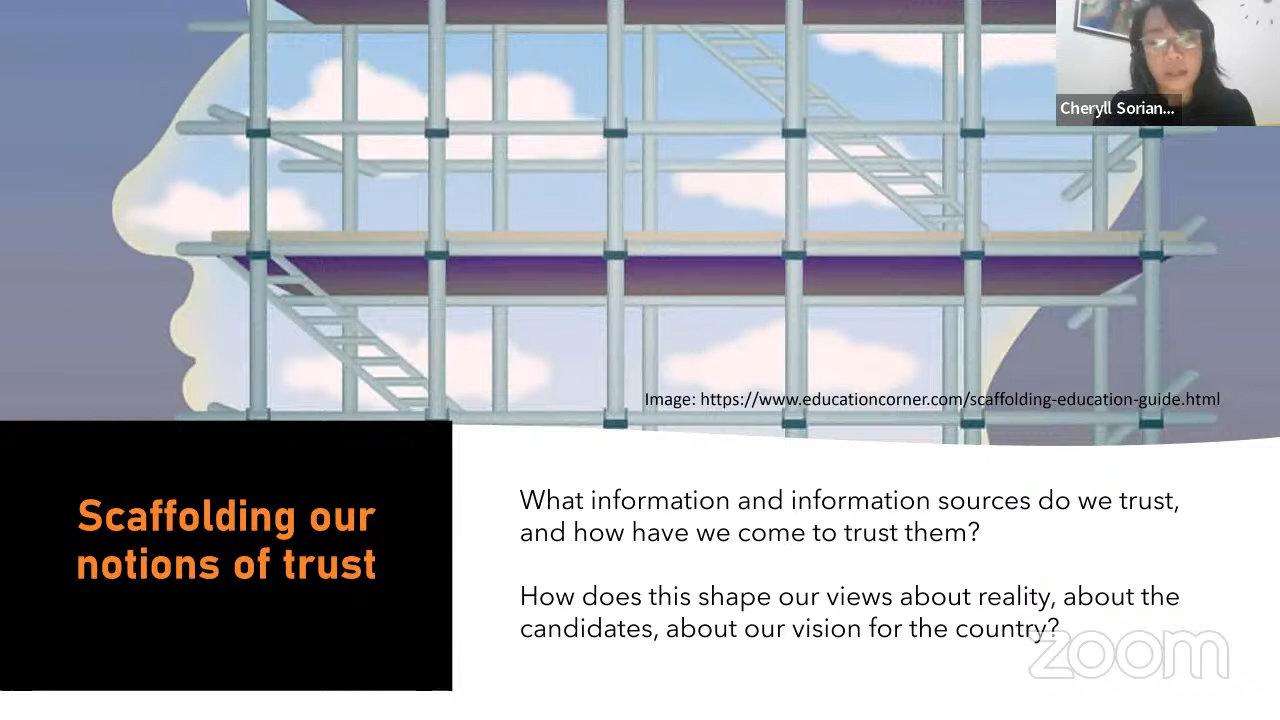 Cheryll Sorian...
Image: https://www.educationcorner.com/scaffolding-education-guide.html
Scaffolding our
notions of trust
What information and information sources do we trust,
and how have we come to trust them?
How does this shape our views about reality, about the
candidates, about our vision for the country?
zoom